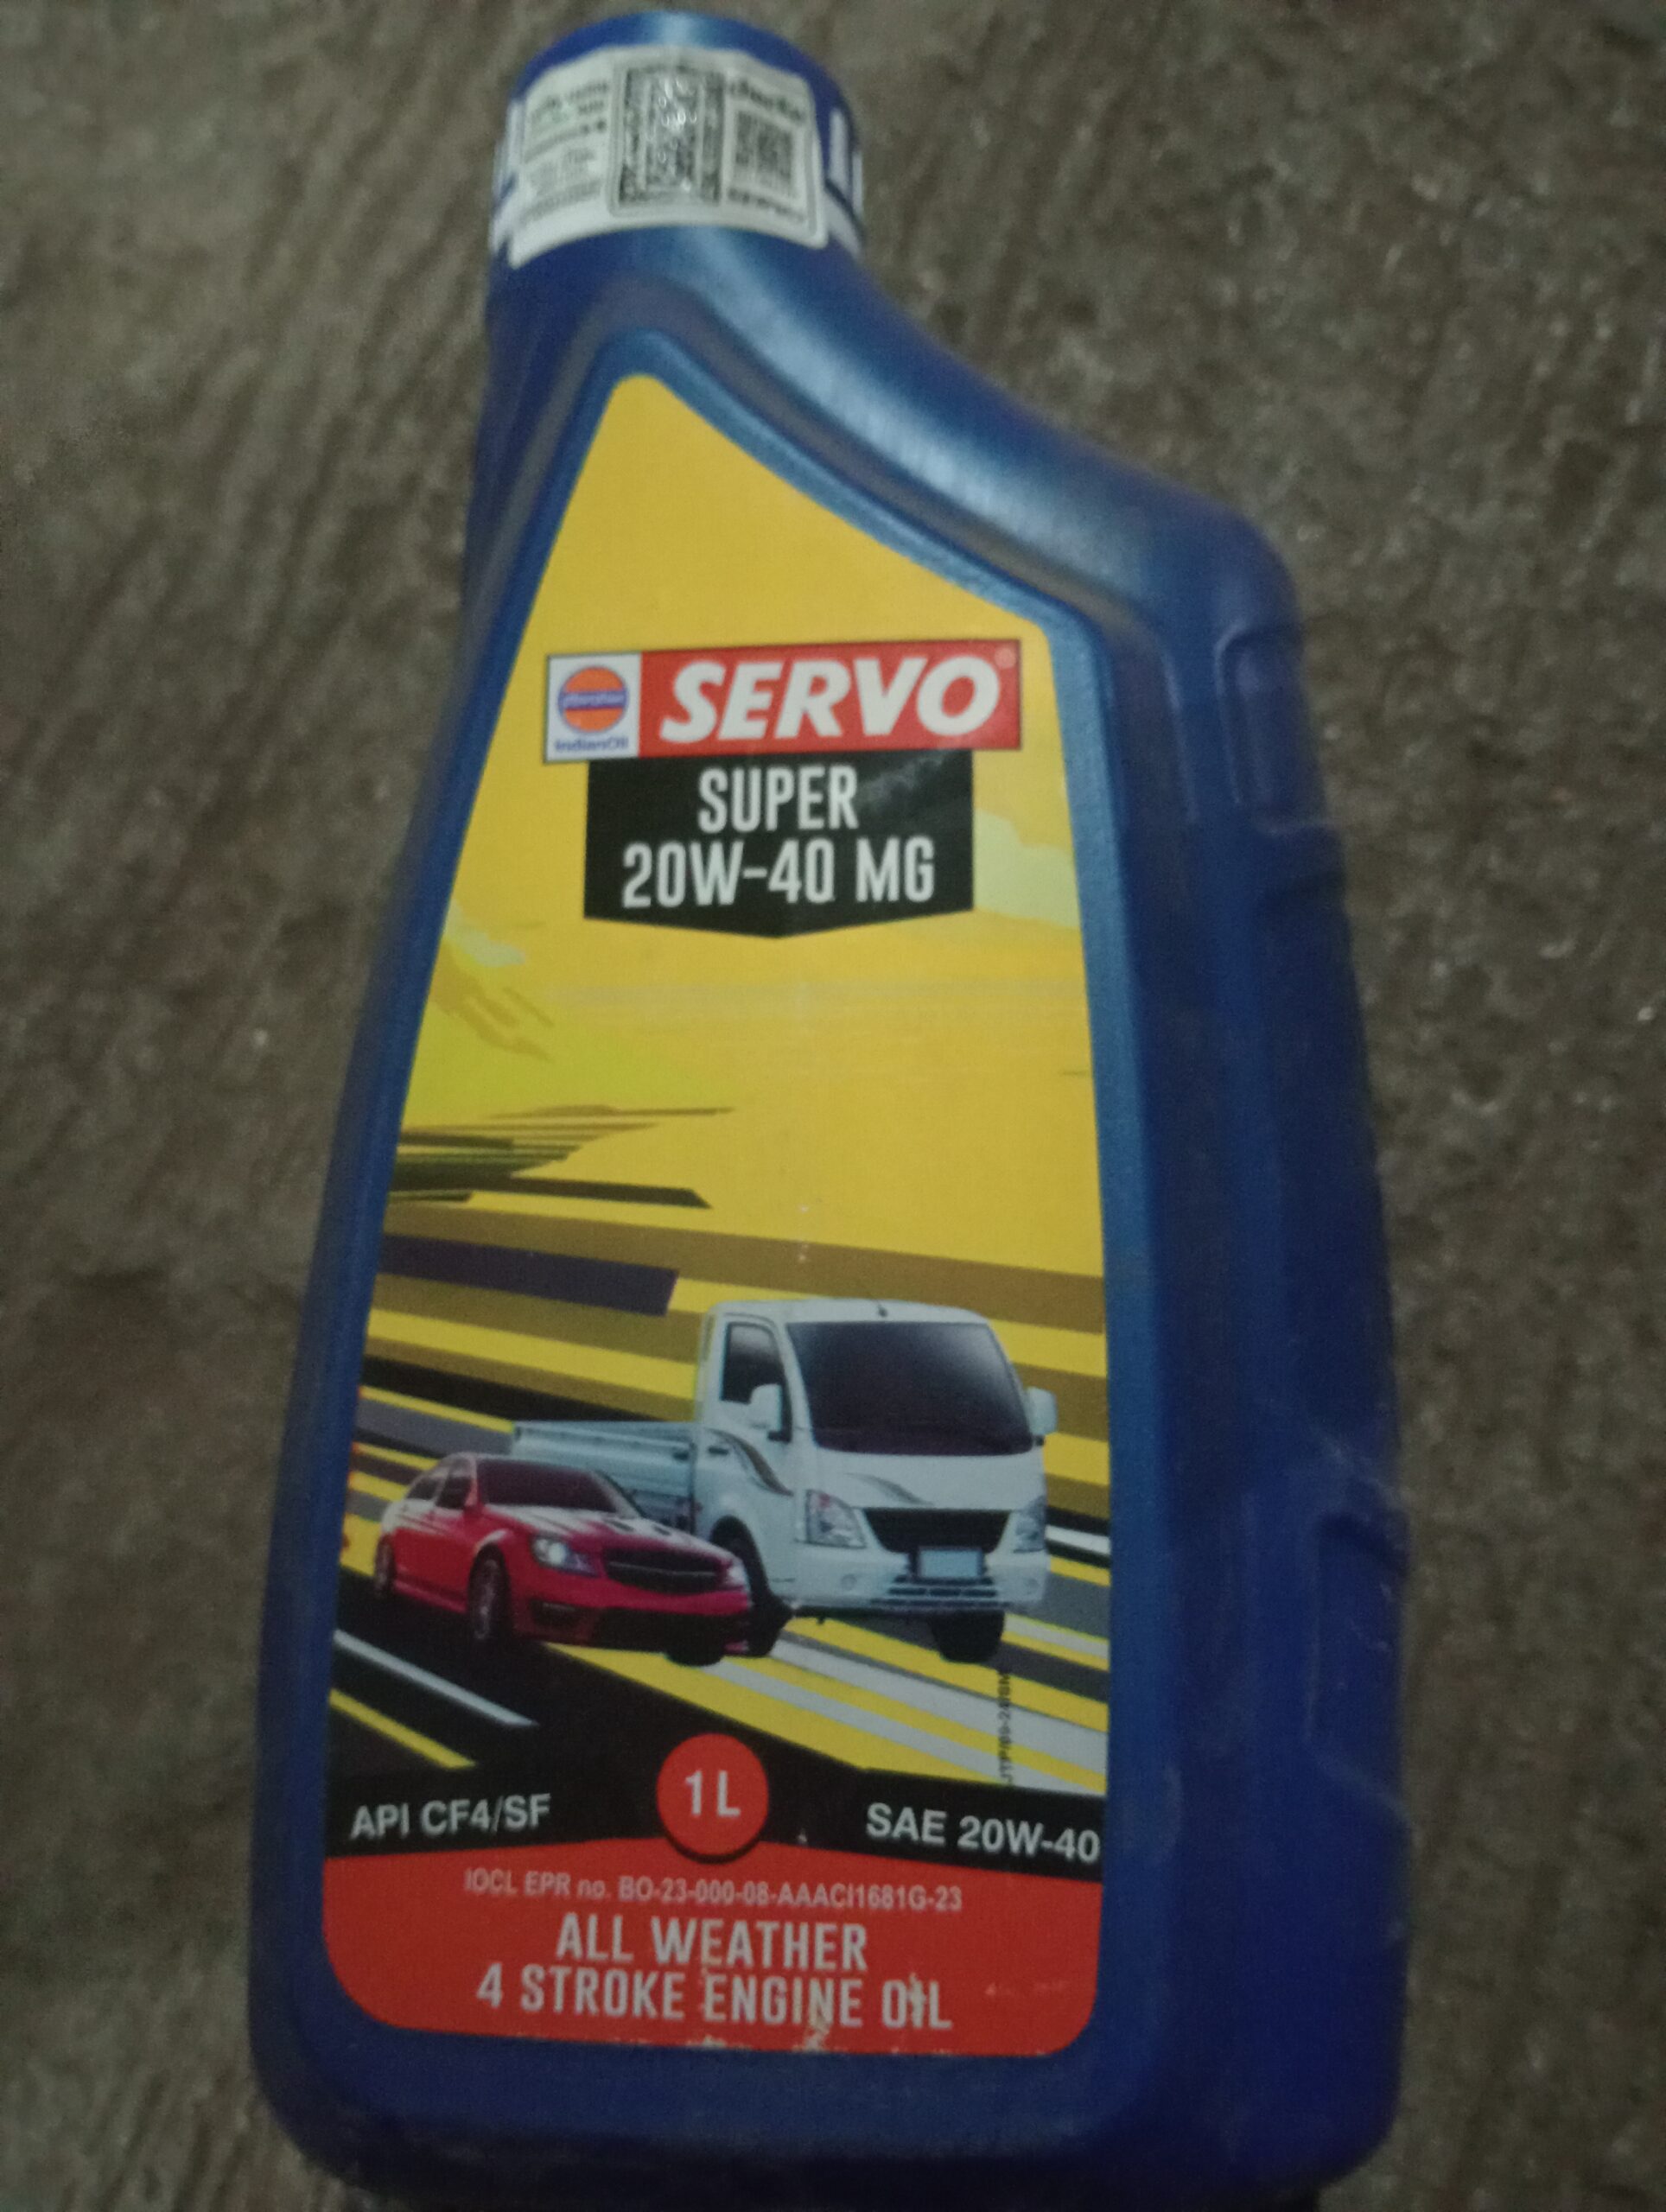 IndianOil
SERVO®
SUPER
20W-40 MG
API CF4/SF
1L
SAE 20W-40
IOCL EPR no. BO-23-000-08-AAACI1681G-23
ALL WEATHER
4 STROKE ENGINE OIL